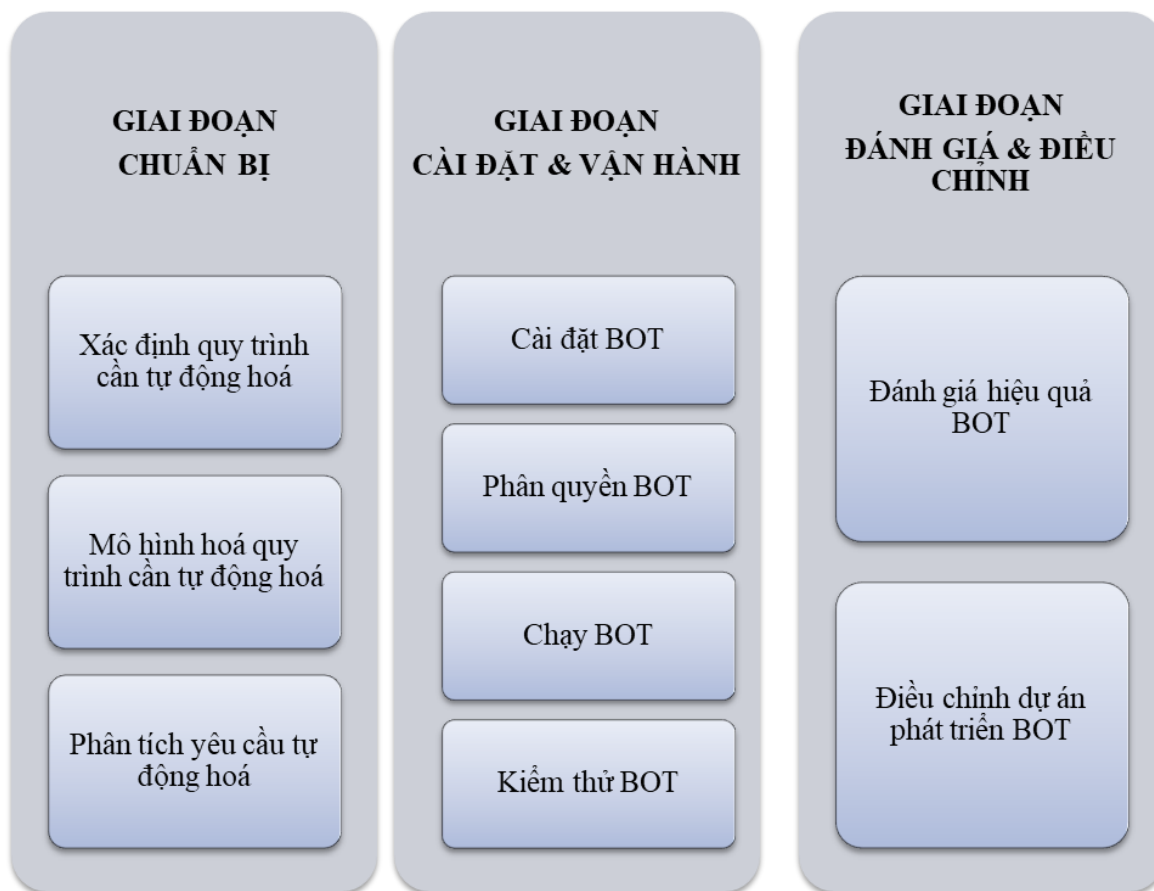 GIAI ĐOẠN
CHUẨN BỊ
Xác định quy trình
cần tự động hoá
Mô hình hoá quy
trình cần tự động hoá
Phân tích yêu cầu tự
động hoá
GIAI ĐOẠN
CÀI ĐẶT & VẬN HÀNH
Cài đặt BOT
Phân quyền BOT
Chạy BOT
Kiểm thử BOT
GIAI ĐOẠN
ĐÁNH GIÁ & ĐIỀU
CHỈNH
Đánh giá hiệu quả
BOT
Điều chỉnh dự án
phát triển BOT